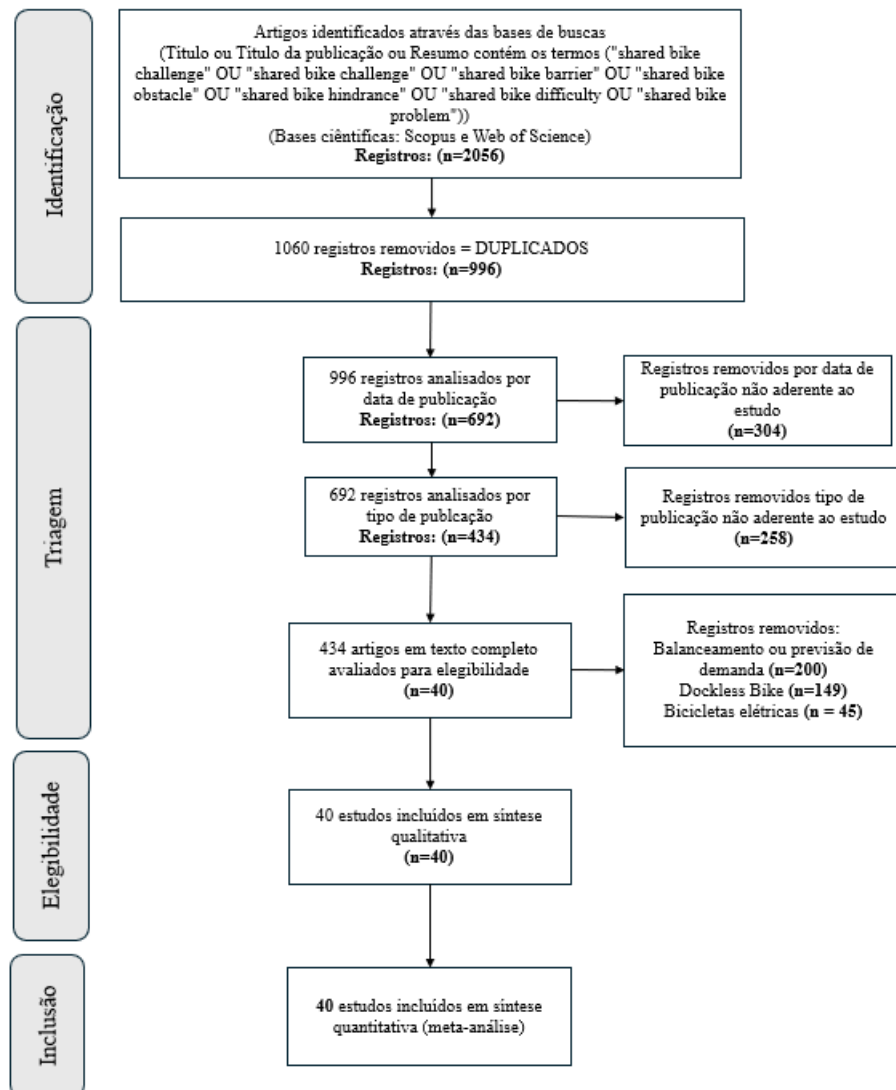 Identificação
Artigos identificados através das bases de buscas
(Titulo ou Titulo da publicação ou Resumo contém os termos ("shared bike
challenge" OU "shared bike challenge" OU "shared bike barrier" OU "shared bike
obstacle" OU "shared bike hindrance" OU "shared bike difficulty OU "shared bike
problem"))
(Bases ciêntificas: Scopus e Web of Science)
Registros: (n=2056)
1060 registros removidos = DUPLICADOS
Registros: (n=996)
Triagem
996 registros analisados por
data de publicação
Registros: (n=692)
Registros removidos por data de
publicação não aderente ao
estudo
(n=304)
692 registros analisados por
tipo de publcação
Registros: (n=434)
Registros removidos tipo de
publicação não aderente ao estudo
(n=258)
434 artigos em texto completo
avaliados para elegibilidade
(n=40)
Registros removidos:
Balanceamento ou previsão de
demanda (n=200)
Dockless Bike (n=149)
Bicicletas elétricas (n = 45)
Elegibilidade
40 estudos incluídos em síntese
qualitativa
(n=40)
Inclusão
40 estudos incluídos em síntese
quantitativa (meta-análise)